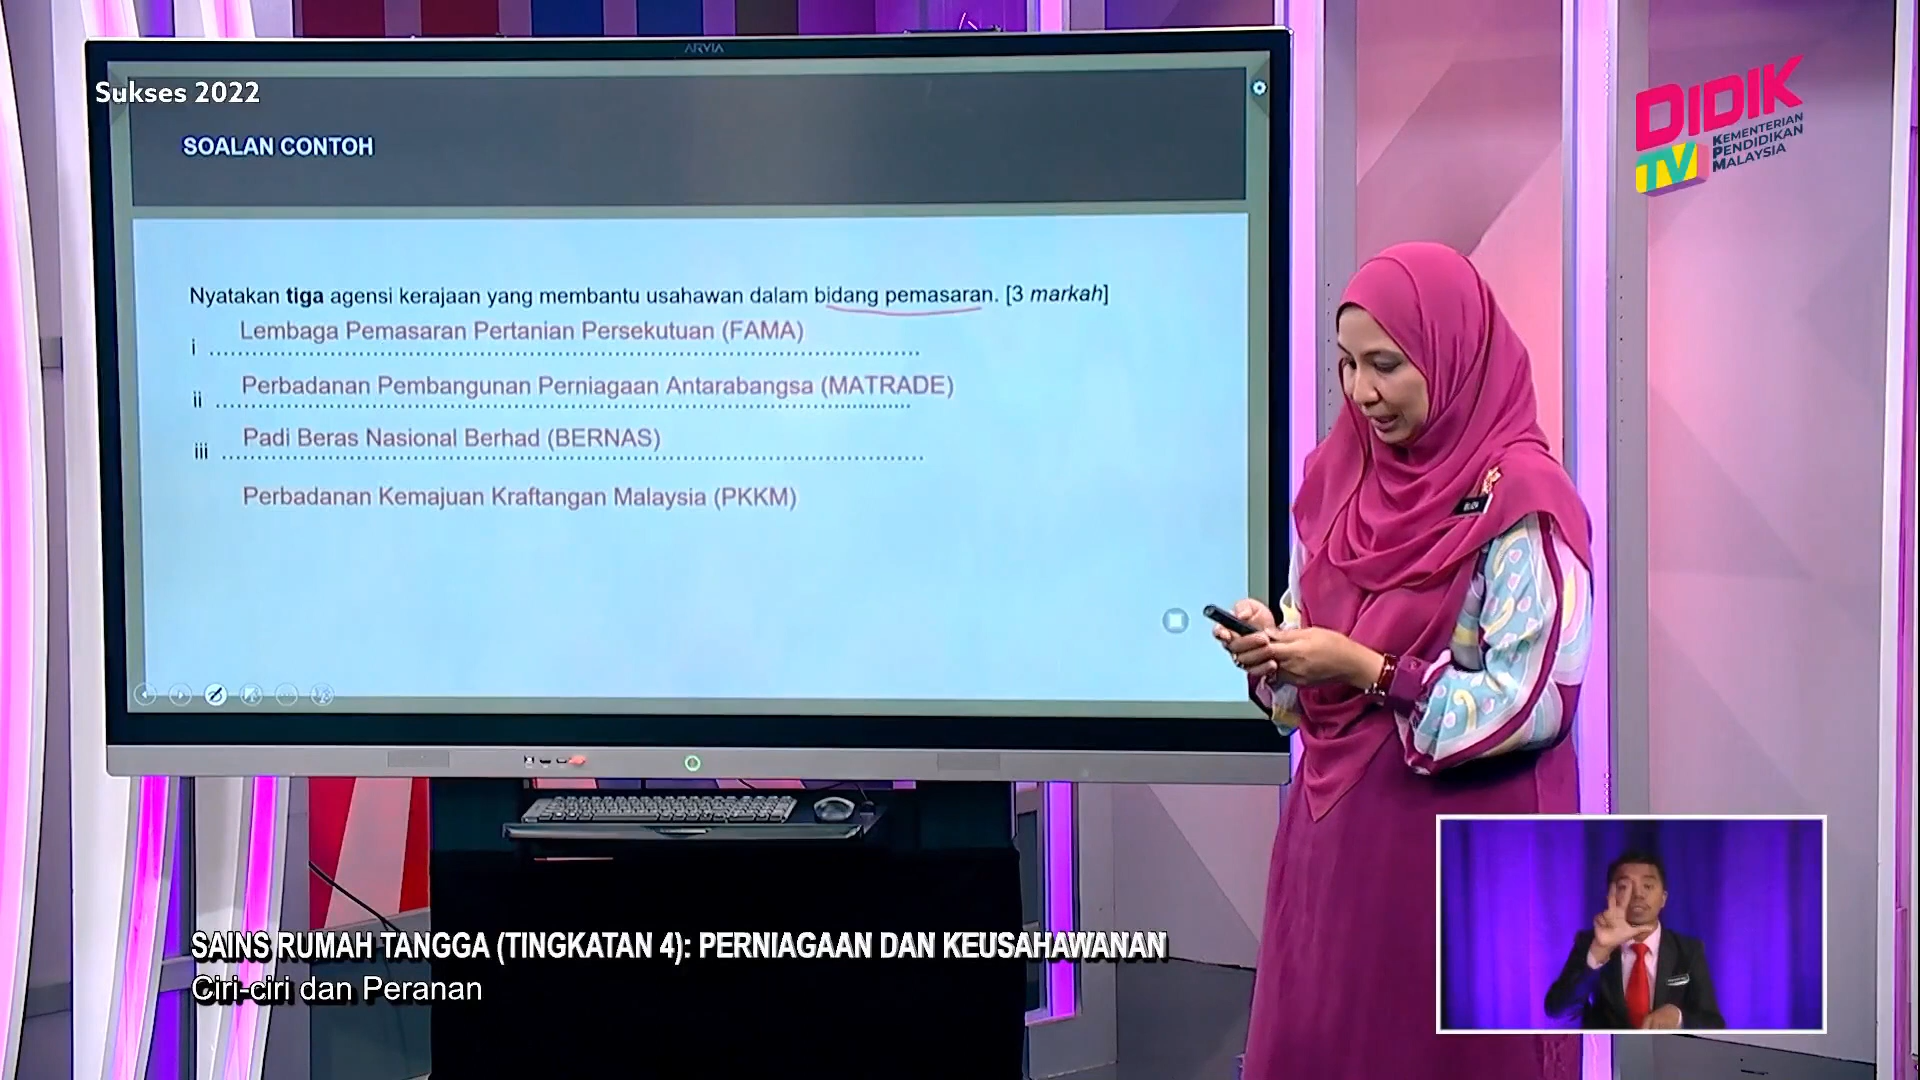 ARVIA
Sukses 2022
SOALAN CONTOH
DIDIK
TV
KEMENTERIAN
PENDIDIKAN
MALAYSIA
Nyatakan tiga agensi kerajaan yang membantu usahawan dalam bidang pemasaran. [3 markah]
Lembaga Pemasaran Pertanian Persekutuan (FAMA)
i ........................................................................................................
Perbadanan Pembangunan Perniagaan Antarabangsa (MATRADE)
ii ........................................................................................................
Padi Beras Nasional Berhad (BERNAS)
iii ........................................................................................................
Perbadanan Kemajuan Kraftangan Malaysia (PKKM)
SAINS RUMAH TANGGA (TINGKATAN 4): PERNIAGAAN DAN KEUSAHAWANAN
Ciri-ciri dan Peranan